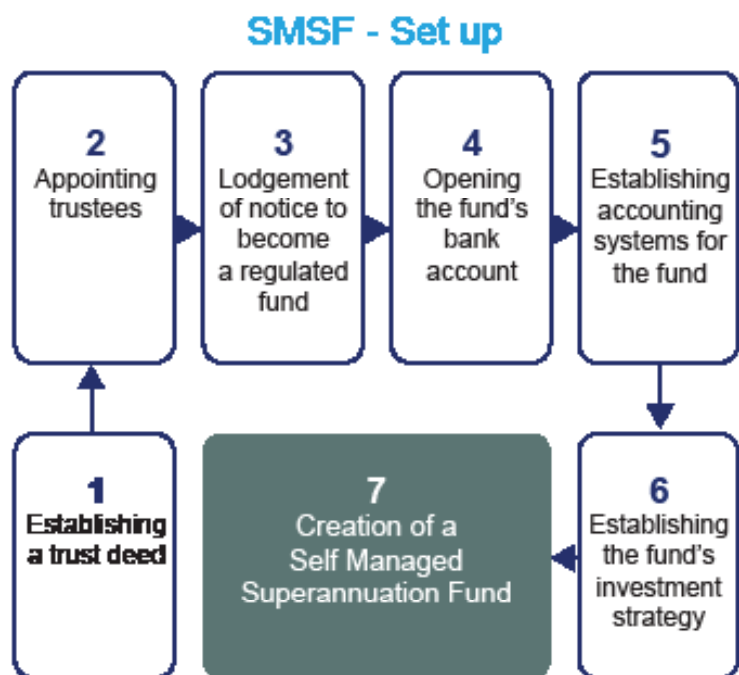 SMSF - Set up
1
Establishing
a trust deed
2
Appointing
trustees
3
Lodgement
of notice to
become
a regulated
fund
4
Opening
the fund's
bank
account
5
Establishing
accounting
systems for
the fund
6
Establishing
the fund's
investment
strategy
7
Creation of a
Self Managed
Superannuation Fund